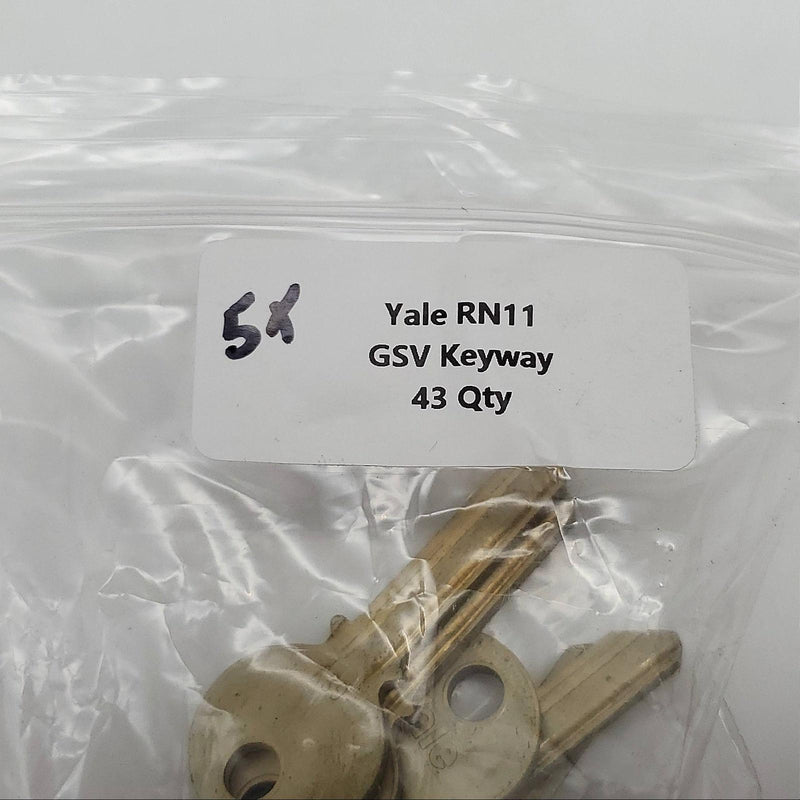 5X
Yale RN11
GSV Keyway
43 Qty